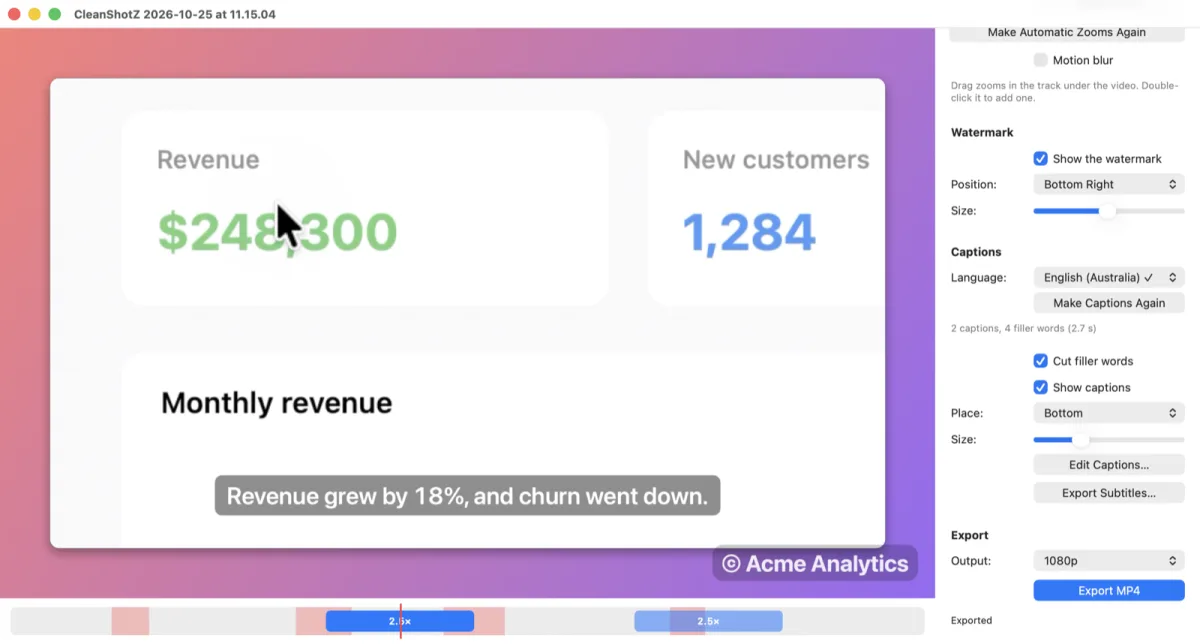 CleanShotZ 2026-10-25 at 11.15.04
Revenue
$248,300
New customers
1,284
Monthly revenue
Revenue grew by 18%, and churn went down.
© Acme Analytics
2.5×
2.5×
Make Automatic Zooms Again
Motion blur
Drag zooms in the track under the video. Double-
click it to add one.
Watermark
Show the watermark
Position:
Bottom Right
Size:
Captions
Language:
English (Australia) ✓
Make Captions Again
2 captions, 4 filler words (2.7 s)
Cut filler words
Show captions
Place:
Bottom
Size:
Edit Captions...
Export Subtitles...
Export
Output:
1080p
Export MP4
Exported